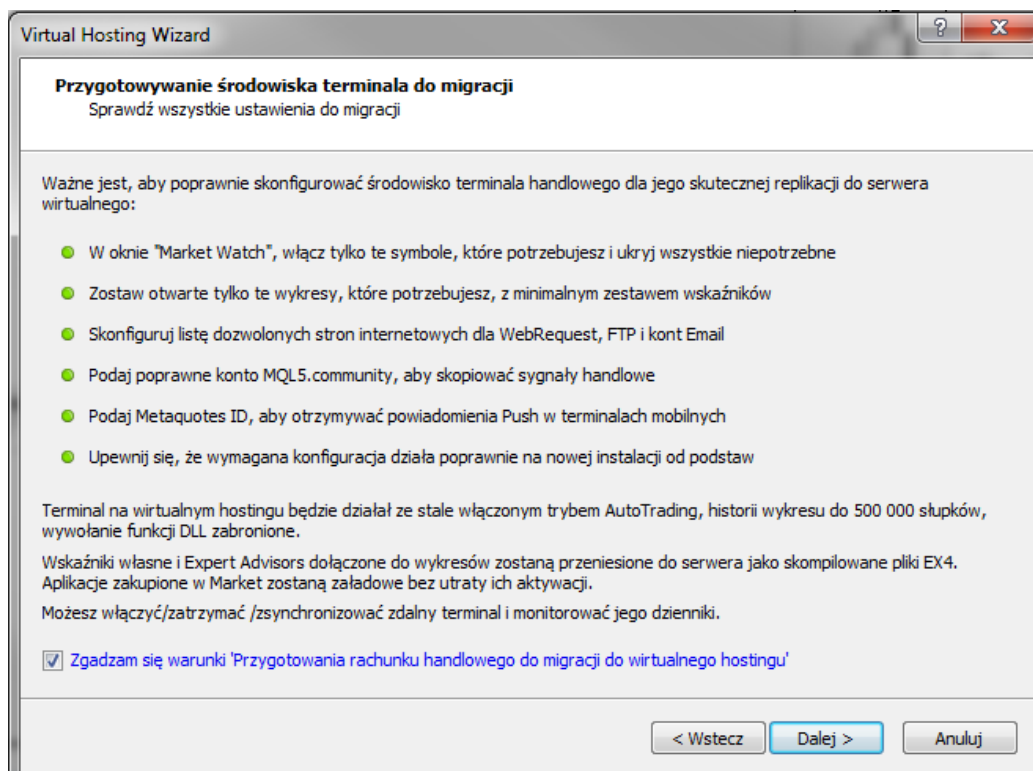 Virtual Hosting Wizard
Przygotowywanie środowiska terminala do migracji
Sprawdź wszystkie ustawienia do migracji
Ważne jest, aby poprawnie skonfigurować środowisko terminala handlowego dla jego skutecznej replikacji do serwera
wirtualnego:
W oknie "Market Watch", włącz tylko te symbole, które potrzebujesz i ukryj wszystkie niepotrzebne
Zostaw otwarte tylko te wykresy, które potrzebujesz, z minimalnym zestawem wskaźników
Skonfiguruj listę dozwolonych stron internetowych dla WebRequest, FTP i kont Email
Podaj poprawne konto MQL5.community, aby skopiować sygnały handlowe
Podaj Metaquotes ID, aby otrzymywać powiadomienia Push w terminalach mobilnych
Upewnij się, że wymagana konfiguracja działa poprawnie na nowej instalacji od podstaw
Terminal na wirtualnym hostingu będzie działał ze stale włączonym trybem AutoTrading, historii wykresu do 500 000 słupków,
wywołanie funkcji DLL zabronione.
Wskaźniki własne i Expert Advisors dołączone do wykresów zostaną przeniesione do serwera jako skompilowane pliki EX4.
Aplikacje zakupione w Market zostaną załadowe bez utraty ich aktywacji.
Możesz włączyć/zatrzymać /zsynchronizować zdalny terminal i monitorować jego dzienniki.
Zgadzam się warunki 'Przygotowania rachunku handlowego do migracji do wirtualnego hostingu'
< Wstecz Dalej > Anuluj